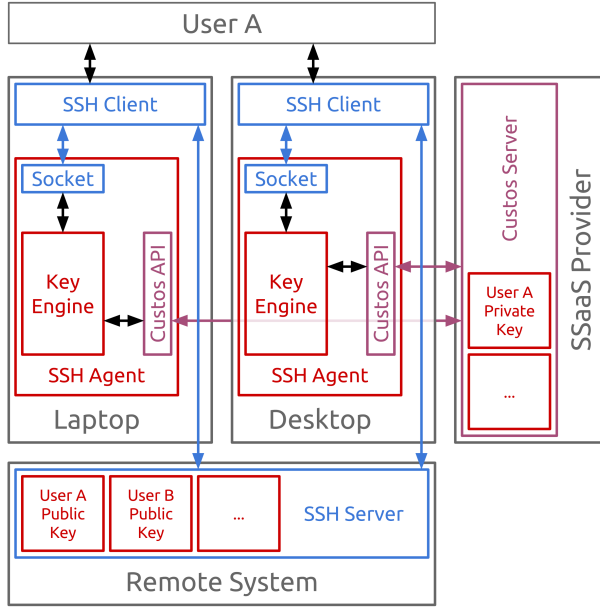 User A
SSH Client
Socket
Key
Engine
Custos API
SSH Agent
Laptop
SSH Client
Socket
Key
Engine
Custos API
SSH Agent
Desktop
Custos Server
User A
Private
Key
...
SSaaS Provider
User A
Public
Key
User B
Public
Key
...
SSH Server
Remote System